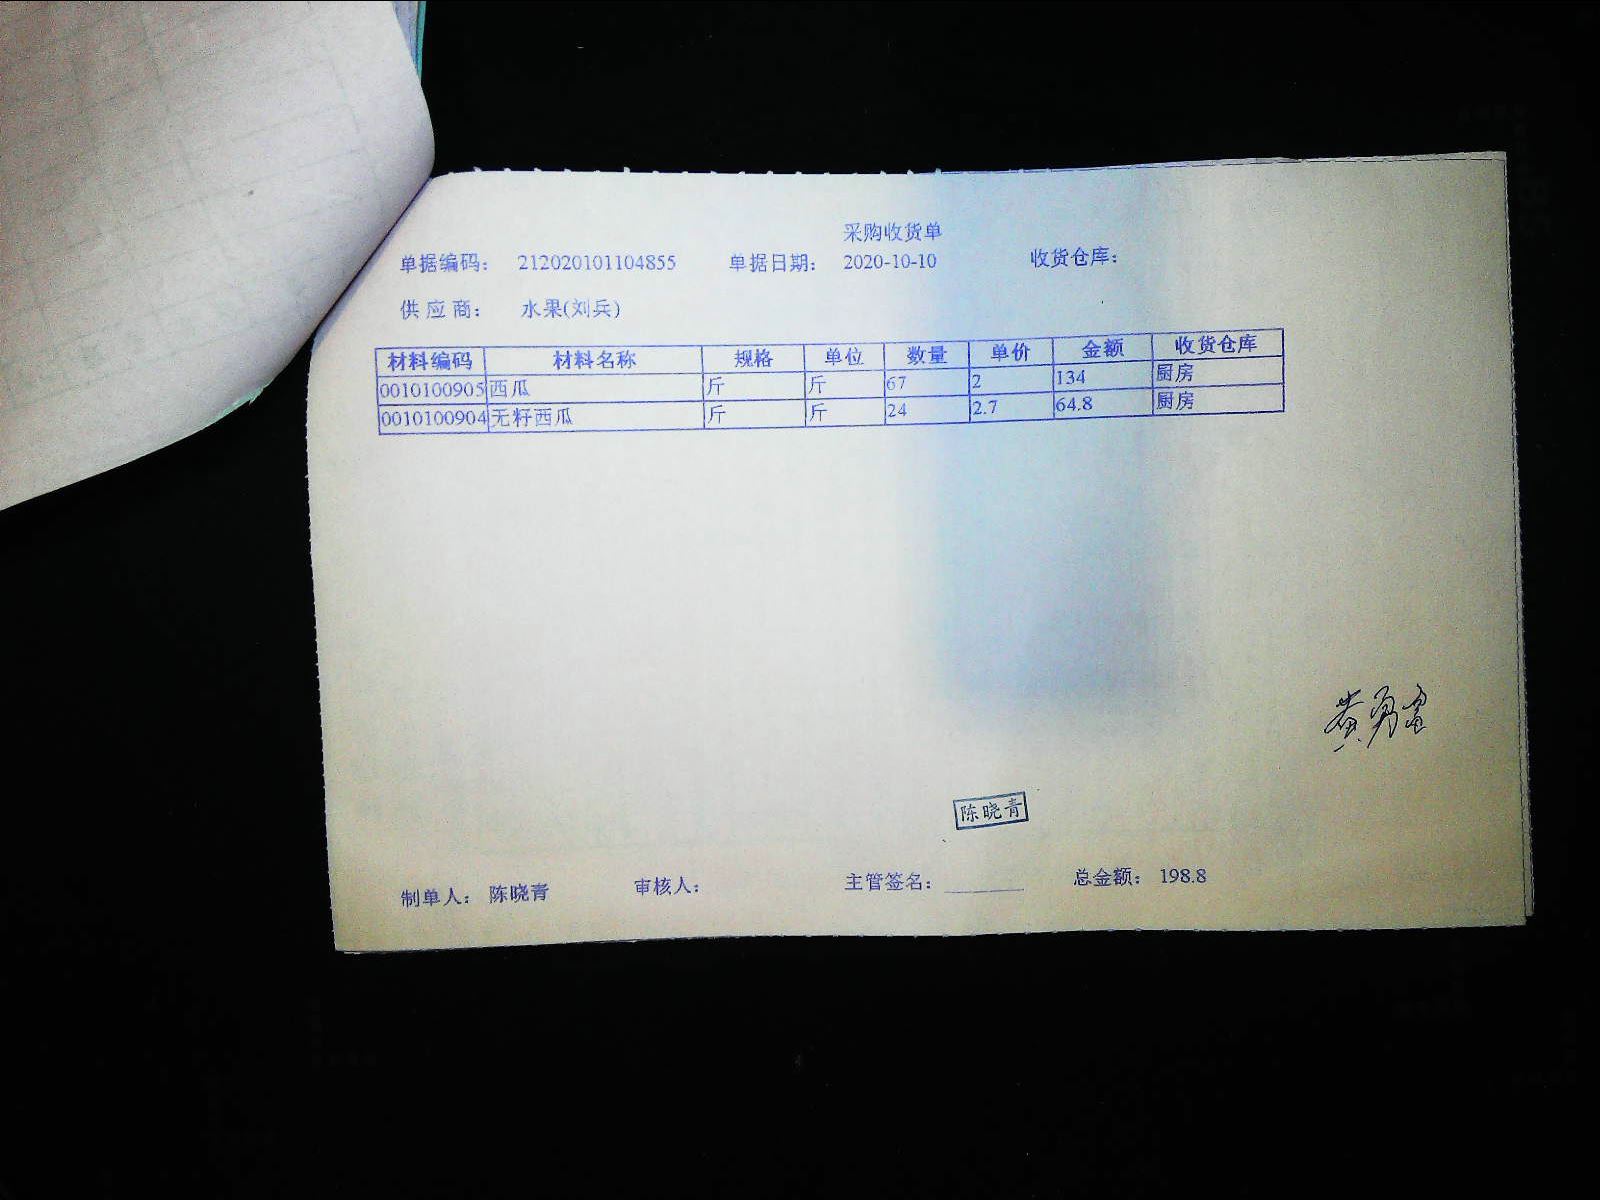 采购收货单
单据编码： 212020101104855 单据日期： 2020-10-10 收货仓库：
供应商： 水果(刘兵)
材料编码 材料名称 规格 单位 数量 单价 金额 收货仓库
0010100905 西瓜 斤 斤 67 2 134 厨房
0010100904 无籽西瓜 斤 斤 24 2.7 64.8 厨房
陈晓青
制单人： 陈晓青 审核人： 主管签名： 总金额： 198.8